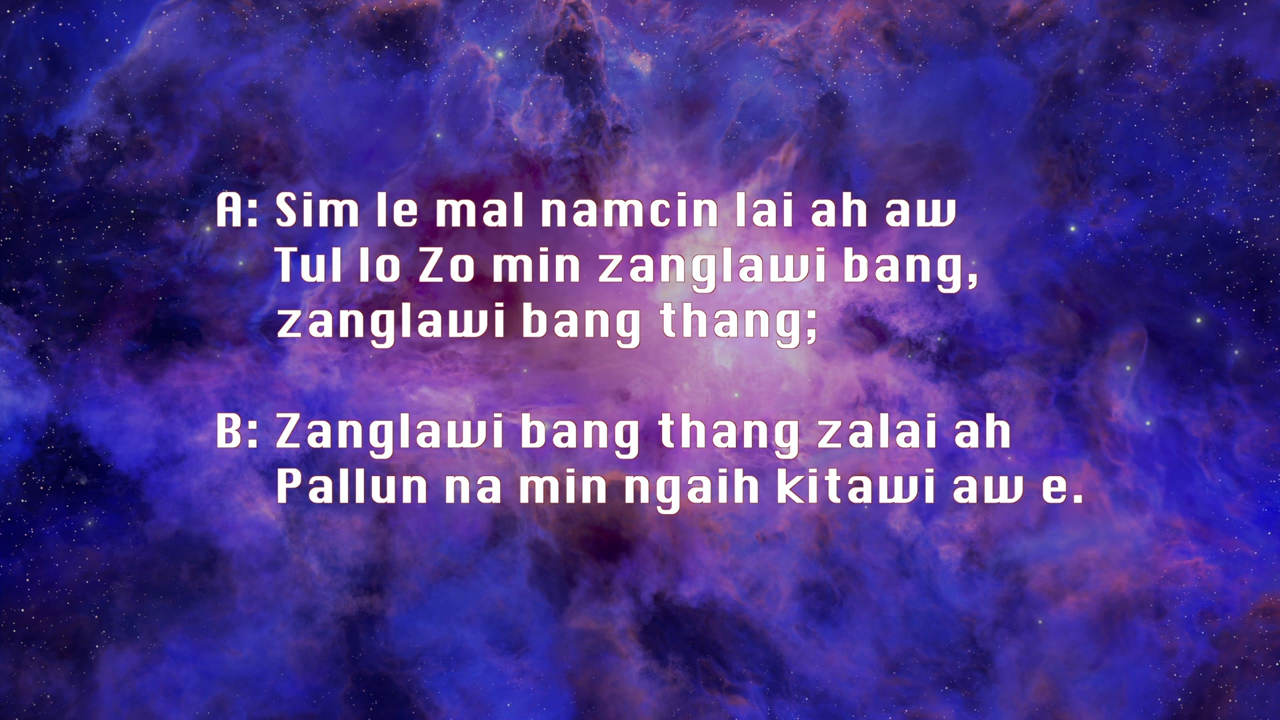 A: Sim le mal namcin lai ah aw
Tul lo Zo min zanglawi bang,
zanglawi bang thang;
B: Zanglawi bang thang zalai ah
Pallun na min ngaih kitawi aw e.